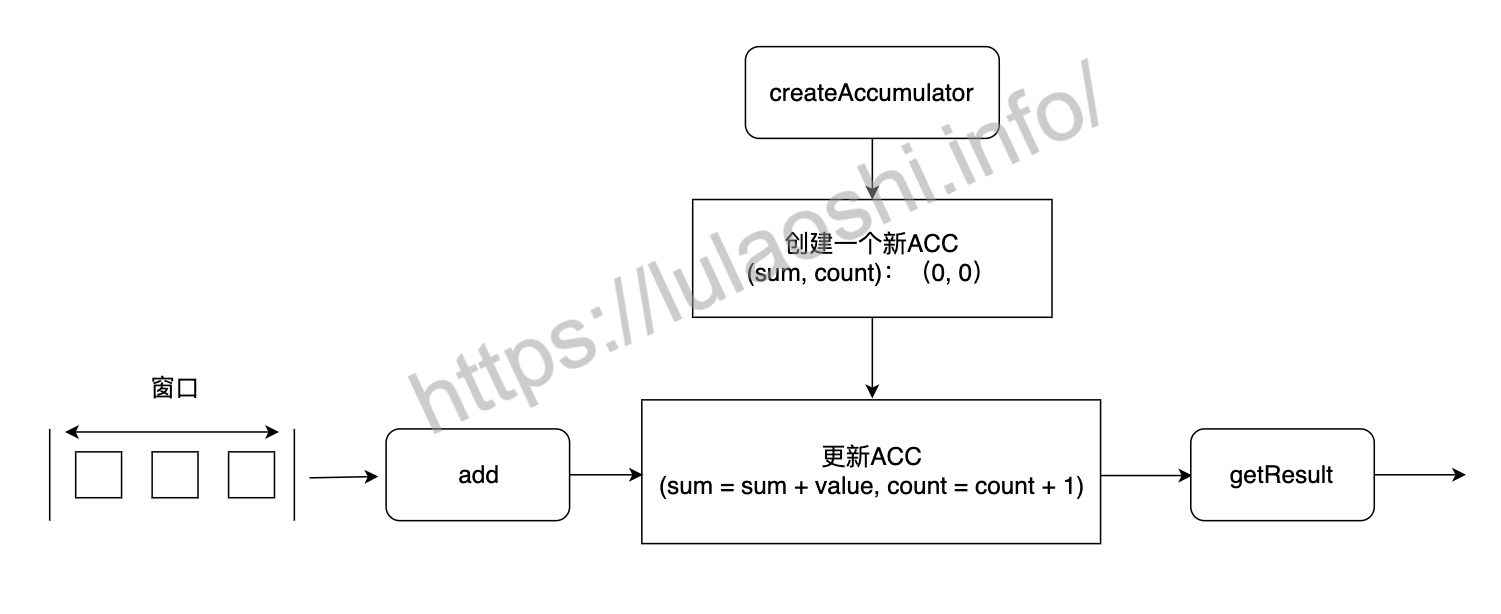 createAccumulator
创建一个新ACC
(sum, count)： （0, 0）
https://lulaoshi.info/
窗口
add
更新ACC
(sum = sum + value, count = count + 1)
getResult